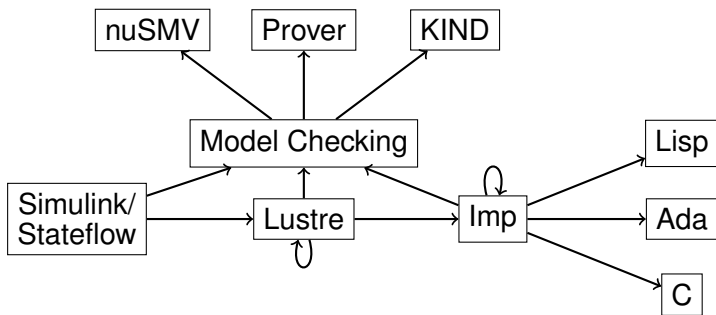 nuSMV
Prover
KIND
Model Checking
Lisp
Simulink/
Stateflow
Lustre
Imp
Ada
C